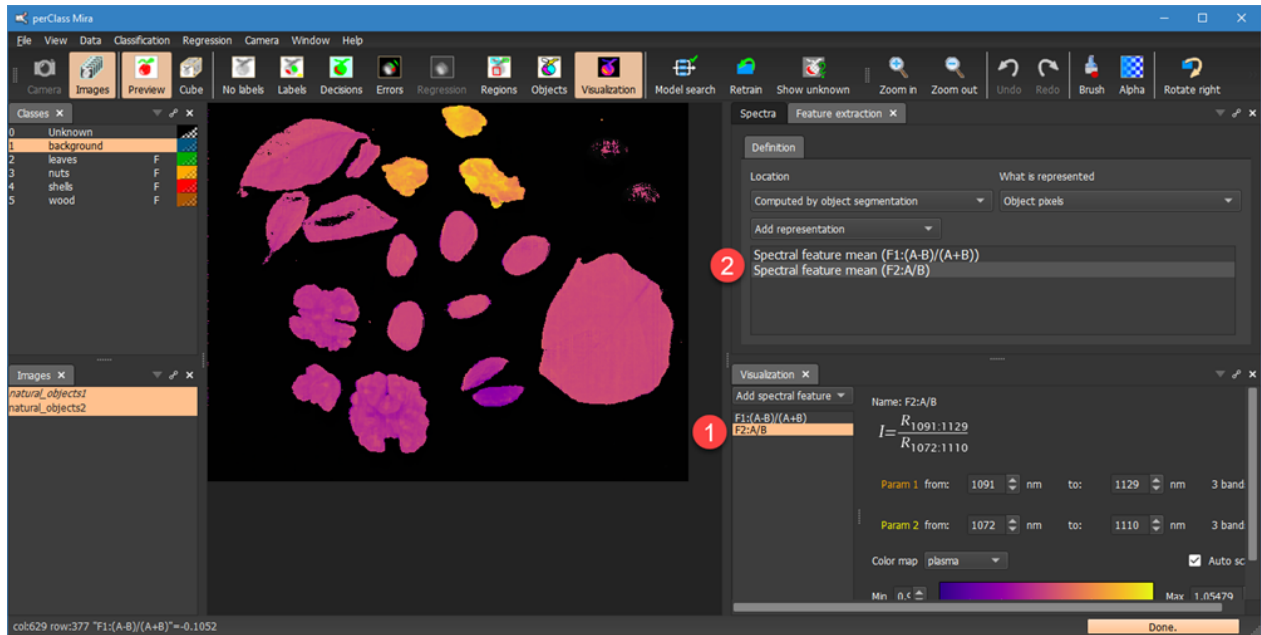 perClass Mira
File View Data Classification Regression Camera Window Help
Camera Images Preview Cube No labels Labels Decisions Errors Regression Regions Objects Visualization Model search Retrain Show unknown Zoom in Zoom out Undo Redo Brush Alpha Rotate right
Classes
0 Unknown
1 background
2 leaves F
3 nuts F
4 shells F
5 wood F
Images
natural_objects1
natural_objects2
Spectra Feature extraction
Definition
Location What is represented
Computed by object segmentation Object pixels
Add representation
2
Spectral feature mean (F1:(A-B)/(A+B))
Spectral feature mean (F2:A/B)
Visualization
Add spectral feature
F1:(A-B)/(A+B)
F2:A/B
1
Name: F2:A/B
I=R1091:1129
R1072:1110
Param 1 from: 1091 nm to: 1129 nm 3 band
Param 2 from: 1072 nm to: 1110 nm 3 band
Color map plasma Auto sc
Min Max 1.05479
col:629 row:377 "F1:(A-B)/(A+B)"=-0.1052 Done.